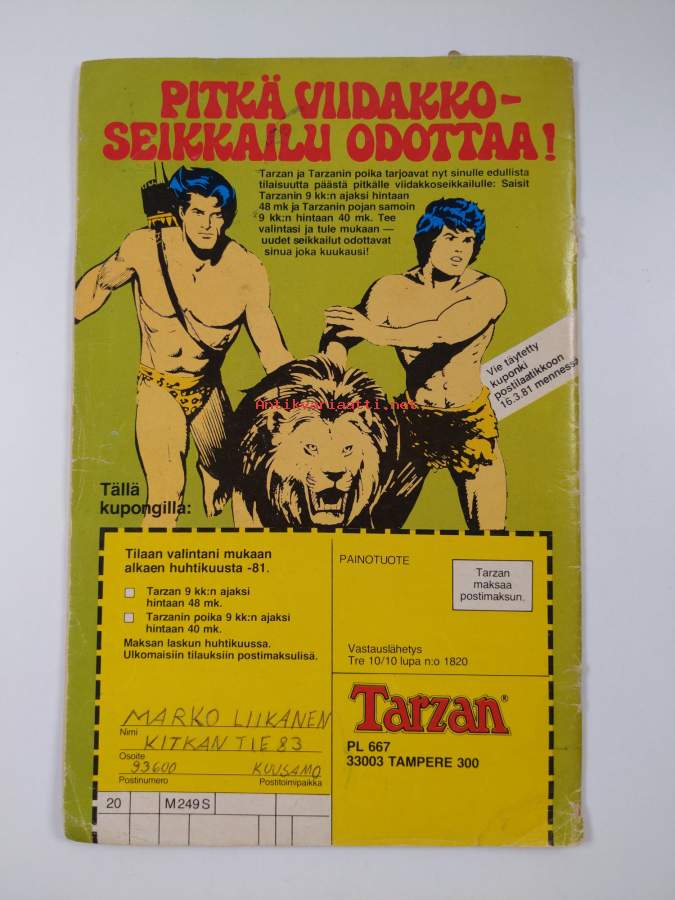 PITKÄ VIIDAKKO-
SEIKKAILU ODOTTAA!
Tarzan ja Tarzanin poika tarjoavat nyt sinulle edullista
tilaisuutta päästä pitkälle viidakkoseikkailulle: Saisit
Tarzanin 9 kk:n ajaksi hintaan
48 mk ja Tarzanin pojan samoin
9 kk:n hintaan 40 mk. Tee
valintasi ja tule mukaan —
uudet seikkailut odottavat
sinua joka kuukausi!
Vie täytetty
kuponki
postilaatikkoon
16.3.81 mennessä
Antikvariaatti.net
Tällä
kupongilla:
Tilaan valintani mukaan
alkaen huhtikuusta -81.
Tarzan 9 kk:n ajaksi
hintaan 48 mk.
Tarzanin poika 9 kk:n ajaksi
hintaan 40 mk.
Maksan laskun huhtikuussa.
Ulkomaisiin tilauksiin postimaksulisä.
MARKO LIIKANEN
Nimi
KITKANTIE 83
Osoite
93600 KUUSAMO
Postinumero Postitoimipaikka
20 M249S
PAINOTUOTE
Tarzan
maksaa
postimaksun.
Vastauslähetys
Tre 10/10 lupa n:o 1820
Tarzan®
PL 667
33003 TAMPERE 300